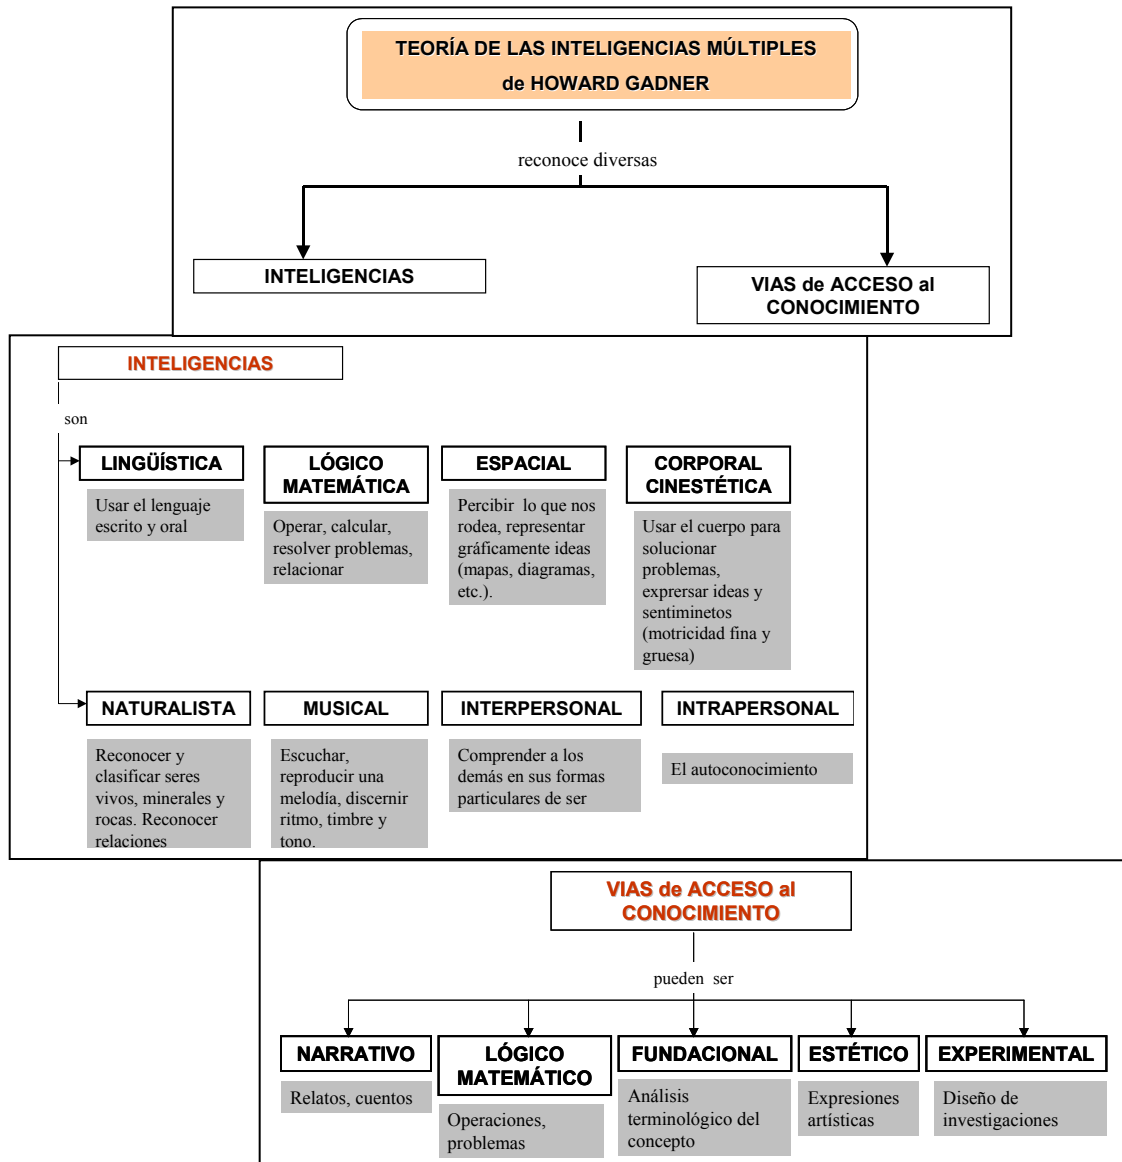 TEORÍA DE LAS INTELIGENCIAS MÚLTIPLES
de HOWARD GADNER
reconoce diversas
INTELIGENCIAS
VIAS de ACCESO al
CONOCIMIENTO
INTELIGENCIAS
son
LINGÜÍSTICA
Usar el lenguaje
escrito y oral
LÓGICO
MATEMÁTICA
Operar, calcular,
resolver problemas,
relacionar
ESPACIAL
Percibir lo que nos
rodea, representar
gráficamente ideas
(mapas, diagramas,
etc.).
CORPORAL
CINESTÉTICA
Usar el cuerpo para
solucionar
problemas,
exprersar ideas y
sentiminetos
(motricidad fina y
gruesa)
NATURALISTA
Reconocer y
clasificar seres
vivos, minerales y
rocas. Reconocer
relaciones
MUSICAL
Escuchar,
reproducir una
melodía, discernir
ritmo, timbre y
tono.
INTERPERSONAL
Comprender a los
demás en sus formas
particulares de ser
INTRAPERSONAL
El autoconocimiento
VIAS de ACCESO al
CONOCIMIENTO
pueden ser
NARRATIVO
Relatos, cuentos
LÓGICO
MATEMÁTICO
Operaciones,
problemas
FUNDACIONAL
Análisis
terminológico del
concepto
ESTÉTICO
Expresiones
artísticas
EXPERIMENTAL
Diseño de
investigaciones